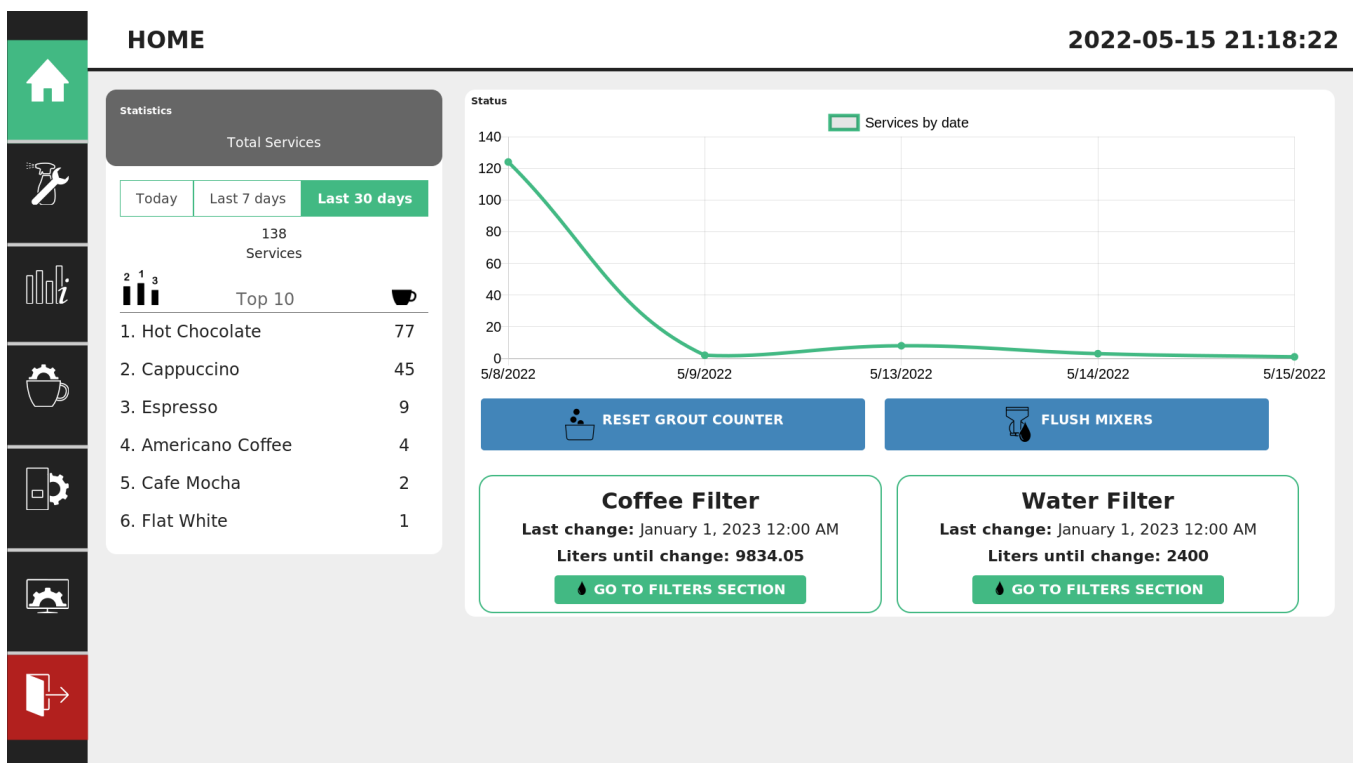 HOME
2022-05-15 21:18:22
Statistics
Total Services
Today
Last 7 days
Last 30 days
138
Services
2 1 3
Top 10
1. Hot Chocolate 77
2. Cappuccino 45
3. Espresso 9
4. Americano Coffee 4
5. Cafe Mocha 2
6. Flat White 1
Status
Services by date
140
120
100
80
60
40
20
0
5/8/2022 5/9/2022 5/13/2022 5/14/2022 5/15/2022
RESET GROUT COUNTER
FLUSH MIXERS
Coffee Filter
Last change: January 1, 2023 12:00 AM
Liters until change: 9834.05
GO TO FILTERS SECTION
Water Filter
Last change: January 1, 2023 12:00 AM
Liters until change: 2400
GO TO FILTERS SECTION